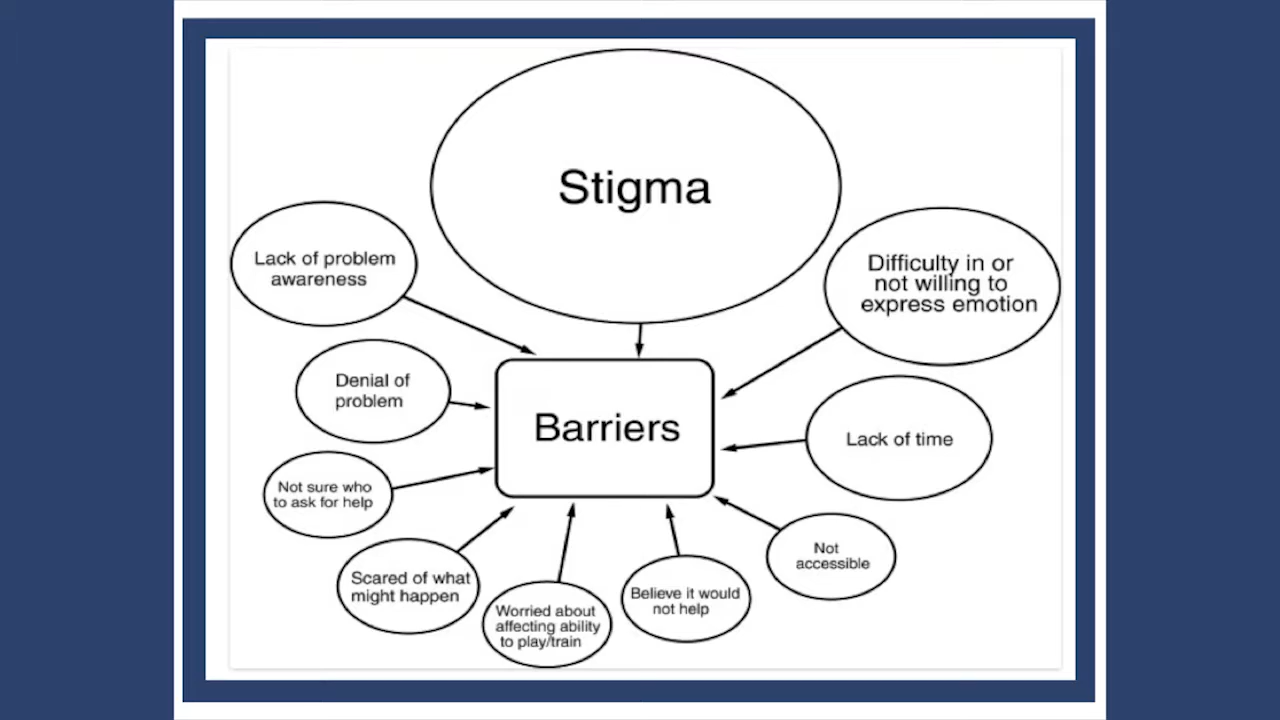 Stigma
Lack of problem
awareness
Difficulty in or
not willing to
express emotion
Denial of
problem
Barriers
Lack of time
Not sure who
to ask for help
Not
accessible
Scared of what
might happen
Worried about
affecting ability
to play/train
Believe it would
not help